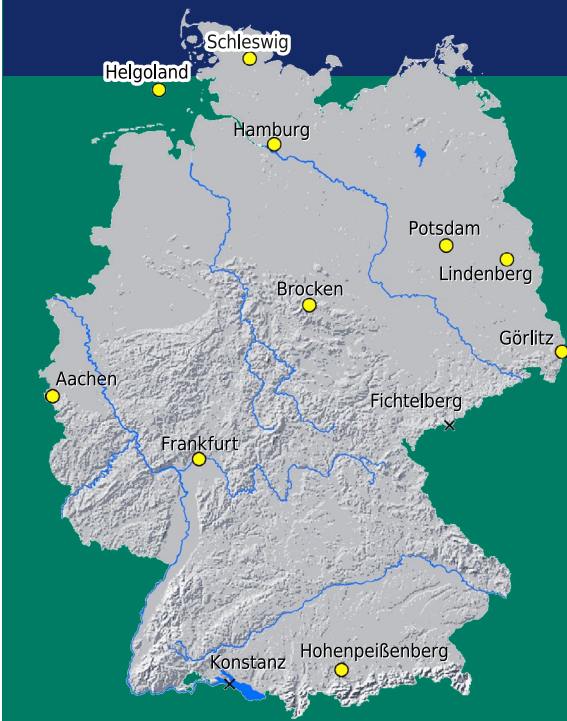 Schleswig
Helgoland
Hamburg
Potsdam
Lindenberg
Brocken
Görlitz
Aachen
Fichtelberg
Frankfurt
Hohenpeißenberg
Konstanz